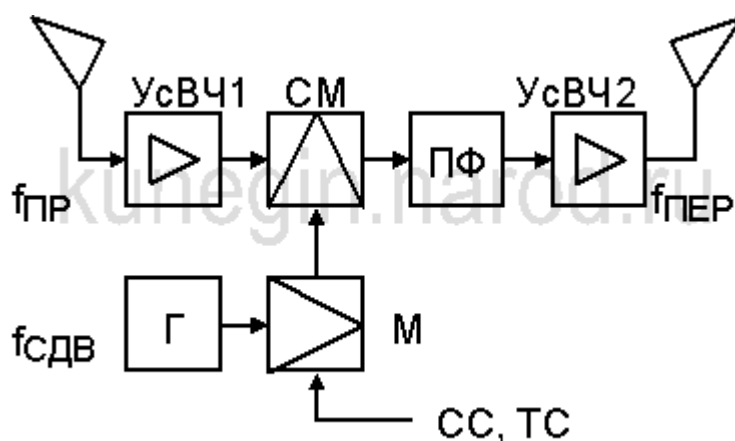 УсВЧ1 СМ УсВЧ2
ПФ
fПР fПЕР
kunegin.narod.ru
fСДВ Г М
СС, ТС